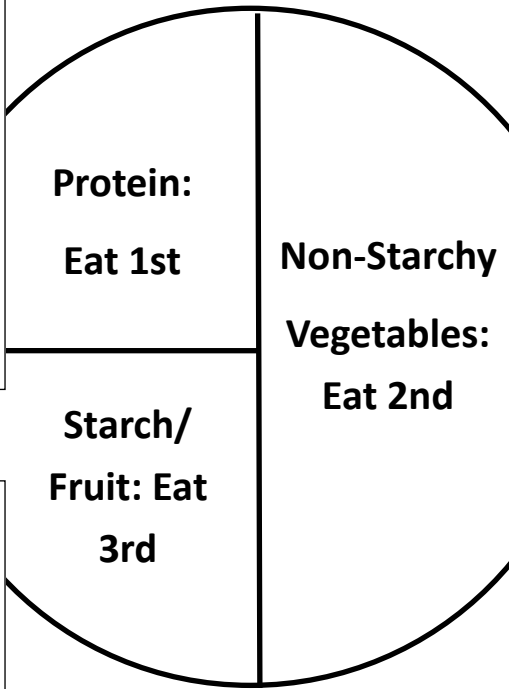 Protein:
Eat 1st
Non-Starchy
Vegetables:
Eat 2nd
Starch/
Fruit: Eat
3rd